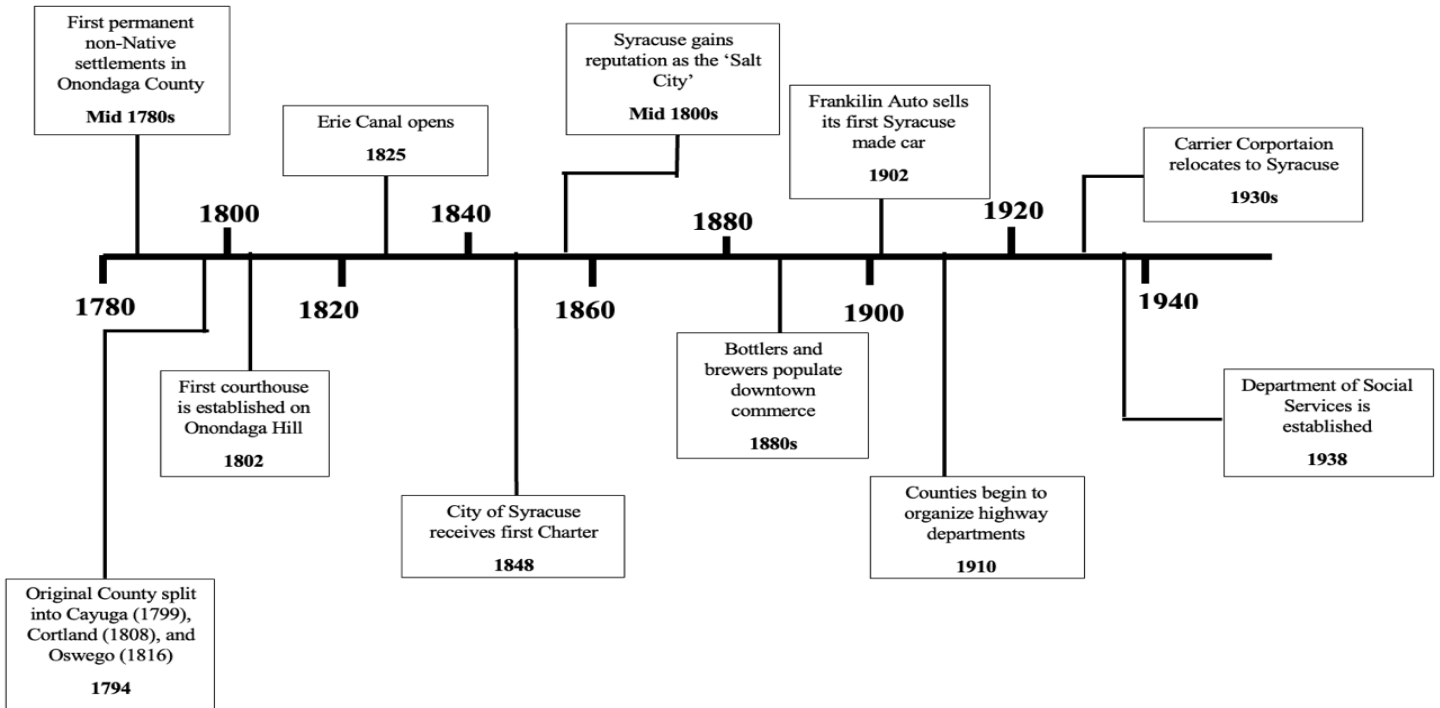 First permanent
non-Native
settlements in
Onondaga County
Mid 1780s
Erie Canal opens
1825
Syracuse gains
reputation as the ‘Salt
City’
Mid 1800s
Frankilin Auto sells
its first Syracuse
made car
1902
Carrier Corportaion
relocates to Syracuse
1930s
1800
1840
1880
1920
1780
1820
1860
1900
1940
First courthouse
is established on
Onondaga Hill
1802
Bottlers and
brewers populate
downtown
commerce
1880s
Department of Social
Services is
established
1938
City of Syracuse
receives first Charter
1848
Counties begin to
organize highway
departments
1910
Original County split
into Cayuga (1799),
Cortland (1808), and
Oswego (1816)
1794